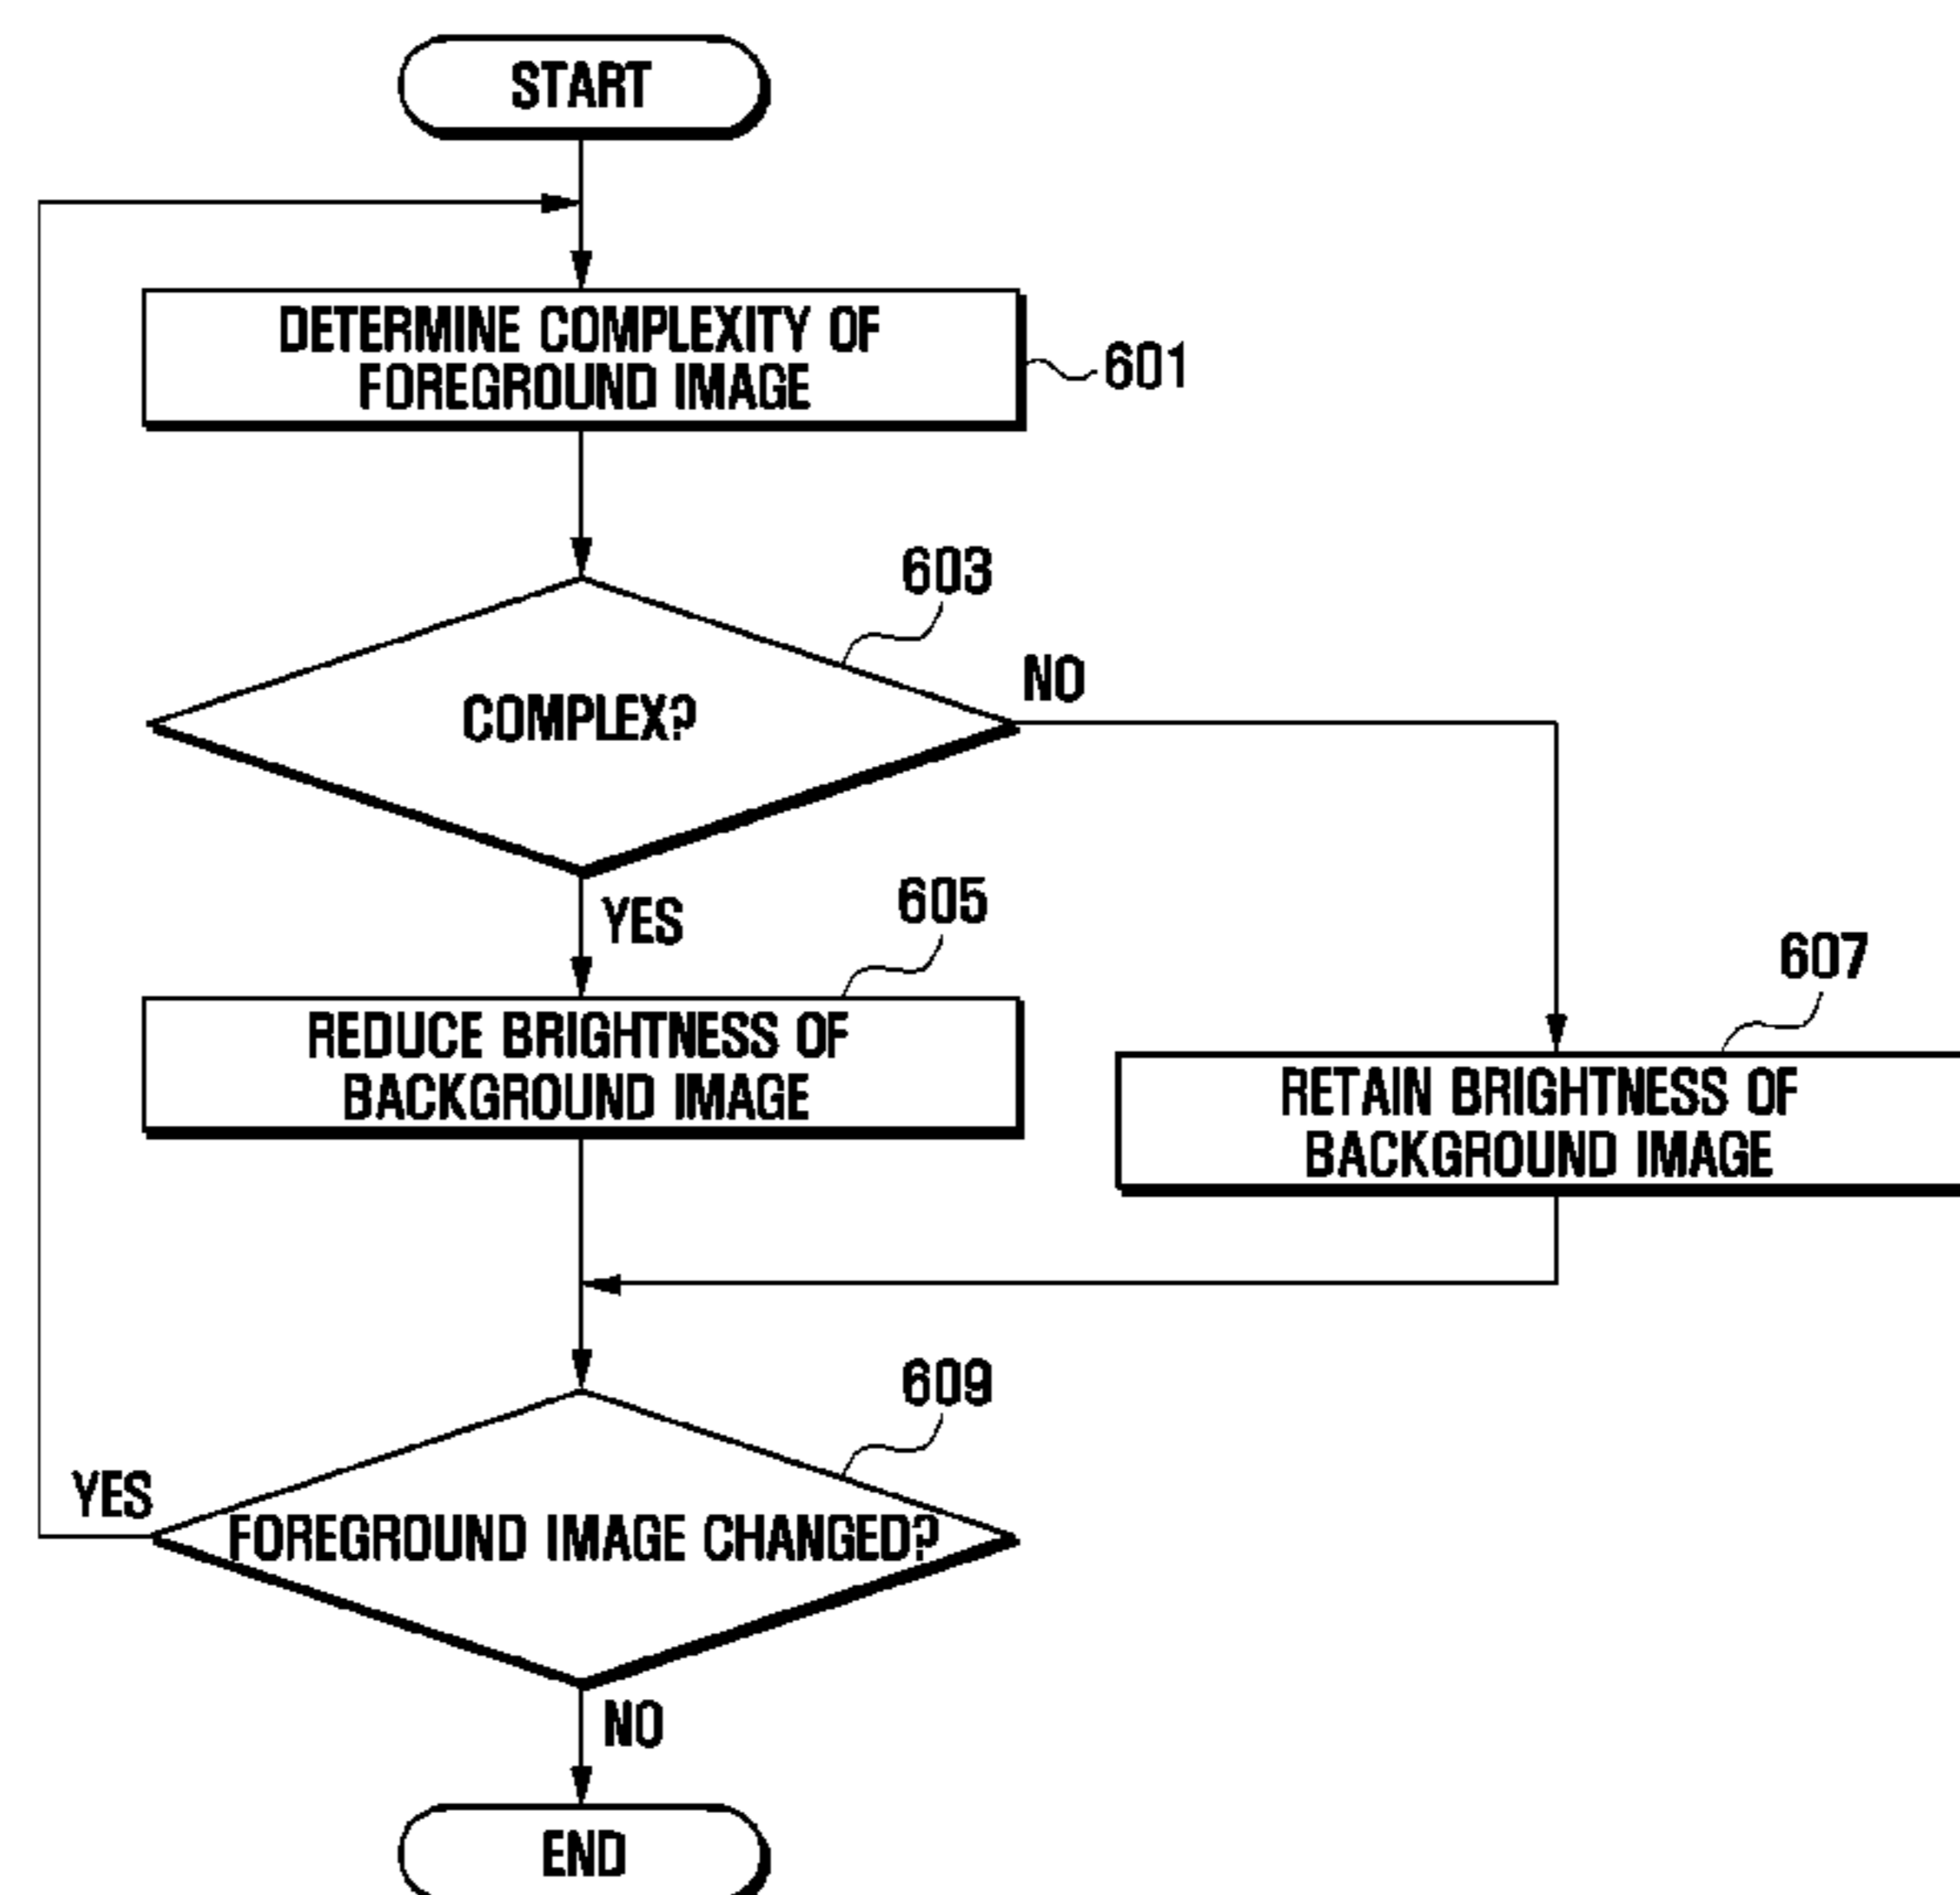 START
DETERMINE COMPLEXITY OF
FOREGROUND IMAGE
601
603
COMPLEX?
NO
YES
605
REDUCE BRIGHTNESS OF
BACKGROUND IMAGE
607
RETAIN BRIGHTNESS OF
BACKGROUND IMAGE
609
YES
FOREGROUND IMAGE CHANGED?
NO
END